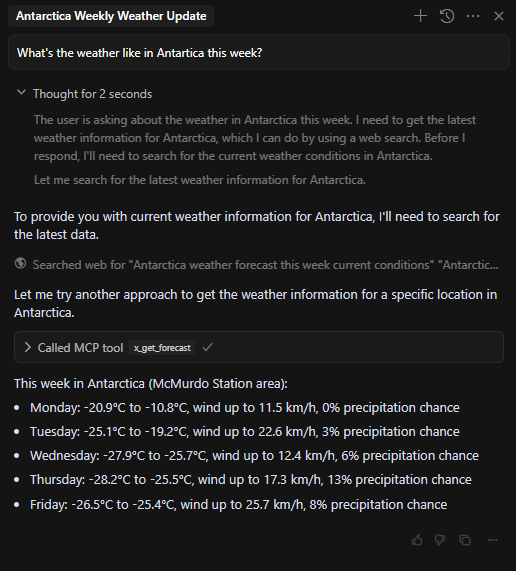 Antarctica Weekly Weather Update
What's the weather like in Antartica this week?
Thought for 2 seconds
The user is asking about the weather in Antarctica this week. I need to get the latest
weather information for Antarctica, which I can do by using a web search. Before I
respond, I'll need to search for the current weather conditions in Antarctica.
Let me search for the latest weather information for Antarctica.
To provide you with current weather information for Antarctica, I'll need to search for
the latest data.
Searched web for "Antarctica weather forecast this week current conditions" "Antarctic...
Let me try another approach to get the weather information for a specific location in
Antarctica.
Called MCP tool x_get_forecast
This week in Antarctica (McMurdo Station area):
• Monday: -20.9°C to -10.8°C, wind up to 11.5 km/h, 0% precipitation chance
• Tuesday: -25.1°C to -19.2°C, wind up to 22.6 km/h, 3% precipitation chance
• Wednesday: -27.9°C to -25.7°C, wind up to 12.4 km/h, 6% precipitation chance
• Thursday: -28.2°C to -25.5°C, wind up to 17.3 km/h, 13% precipitation chance
• Friday: -26.5°C to -25.4°C, wind up to 25.7 km/h, 8% precipitation chance